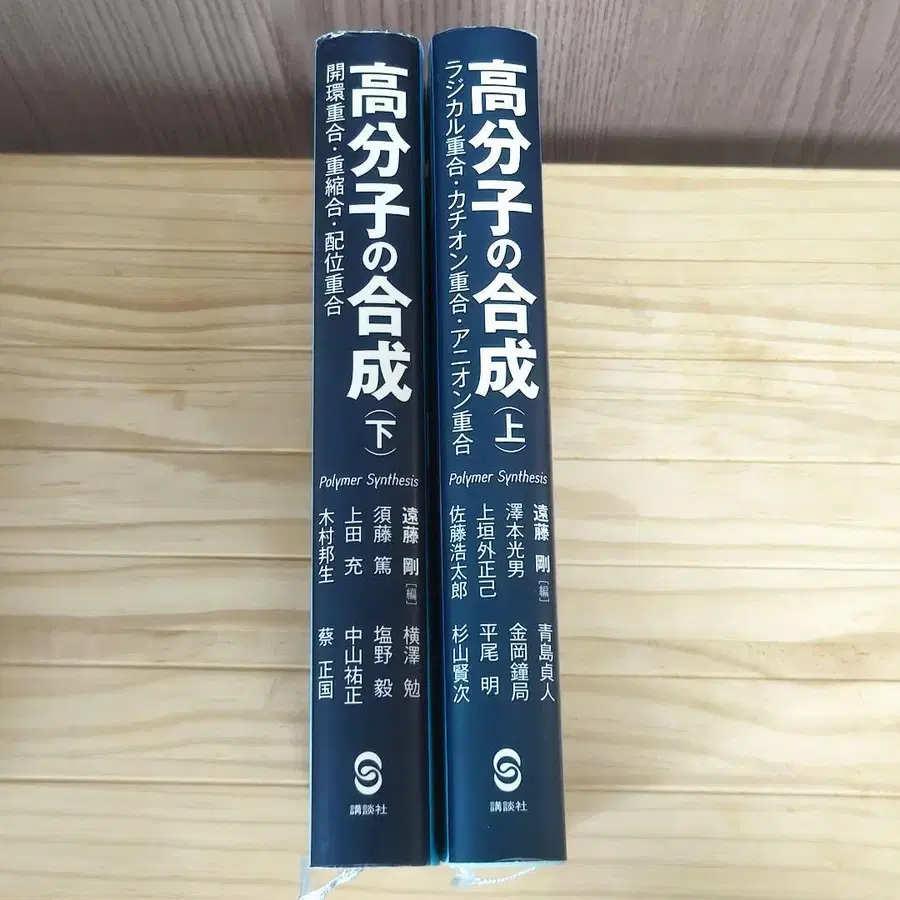 高分子の合成(上)
ラジカル重合・カチオン重合・アニオン重合
Polymer Synthesis
遠藤 剛[編]
澤本光男
上垣外正己
佐藤浩太郎
青島貞人
金岡鐘局
平尾 明
杉山賢次
講談社
高分子の合成(下)
開環重合・重縮合・配位重合
Polymer Synthesis
遠藤 剛[編]
須藤 篤
上田 充
木村邦生
横澤 勉
塩野 毅
中山祐正
蔡 正国
講談社